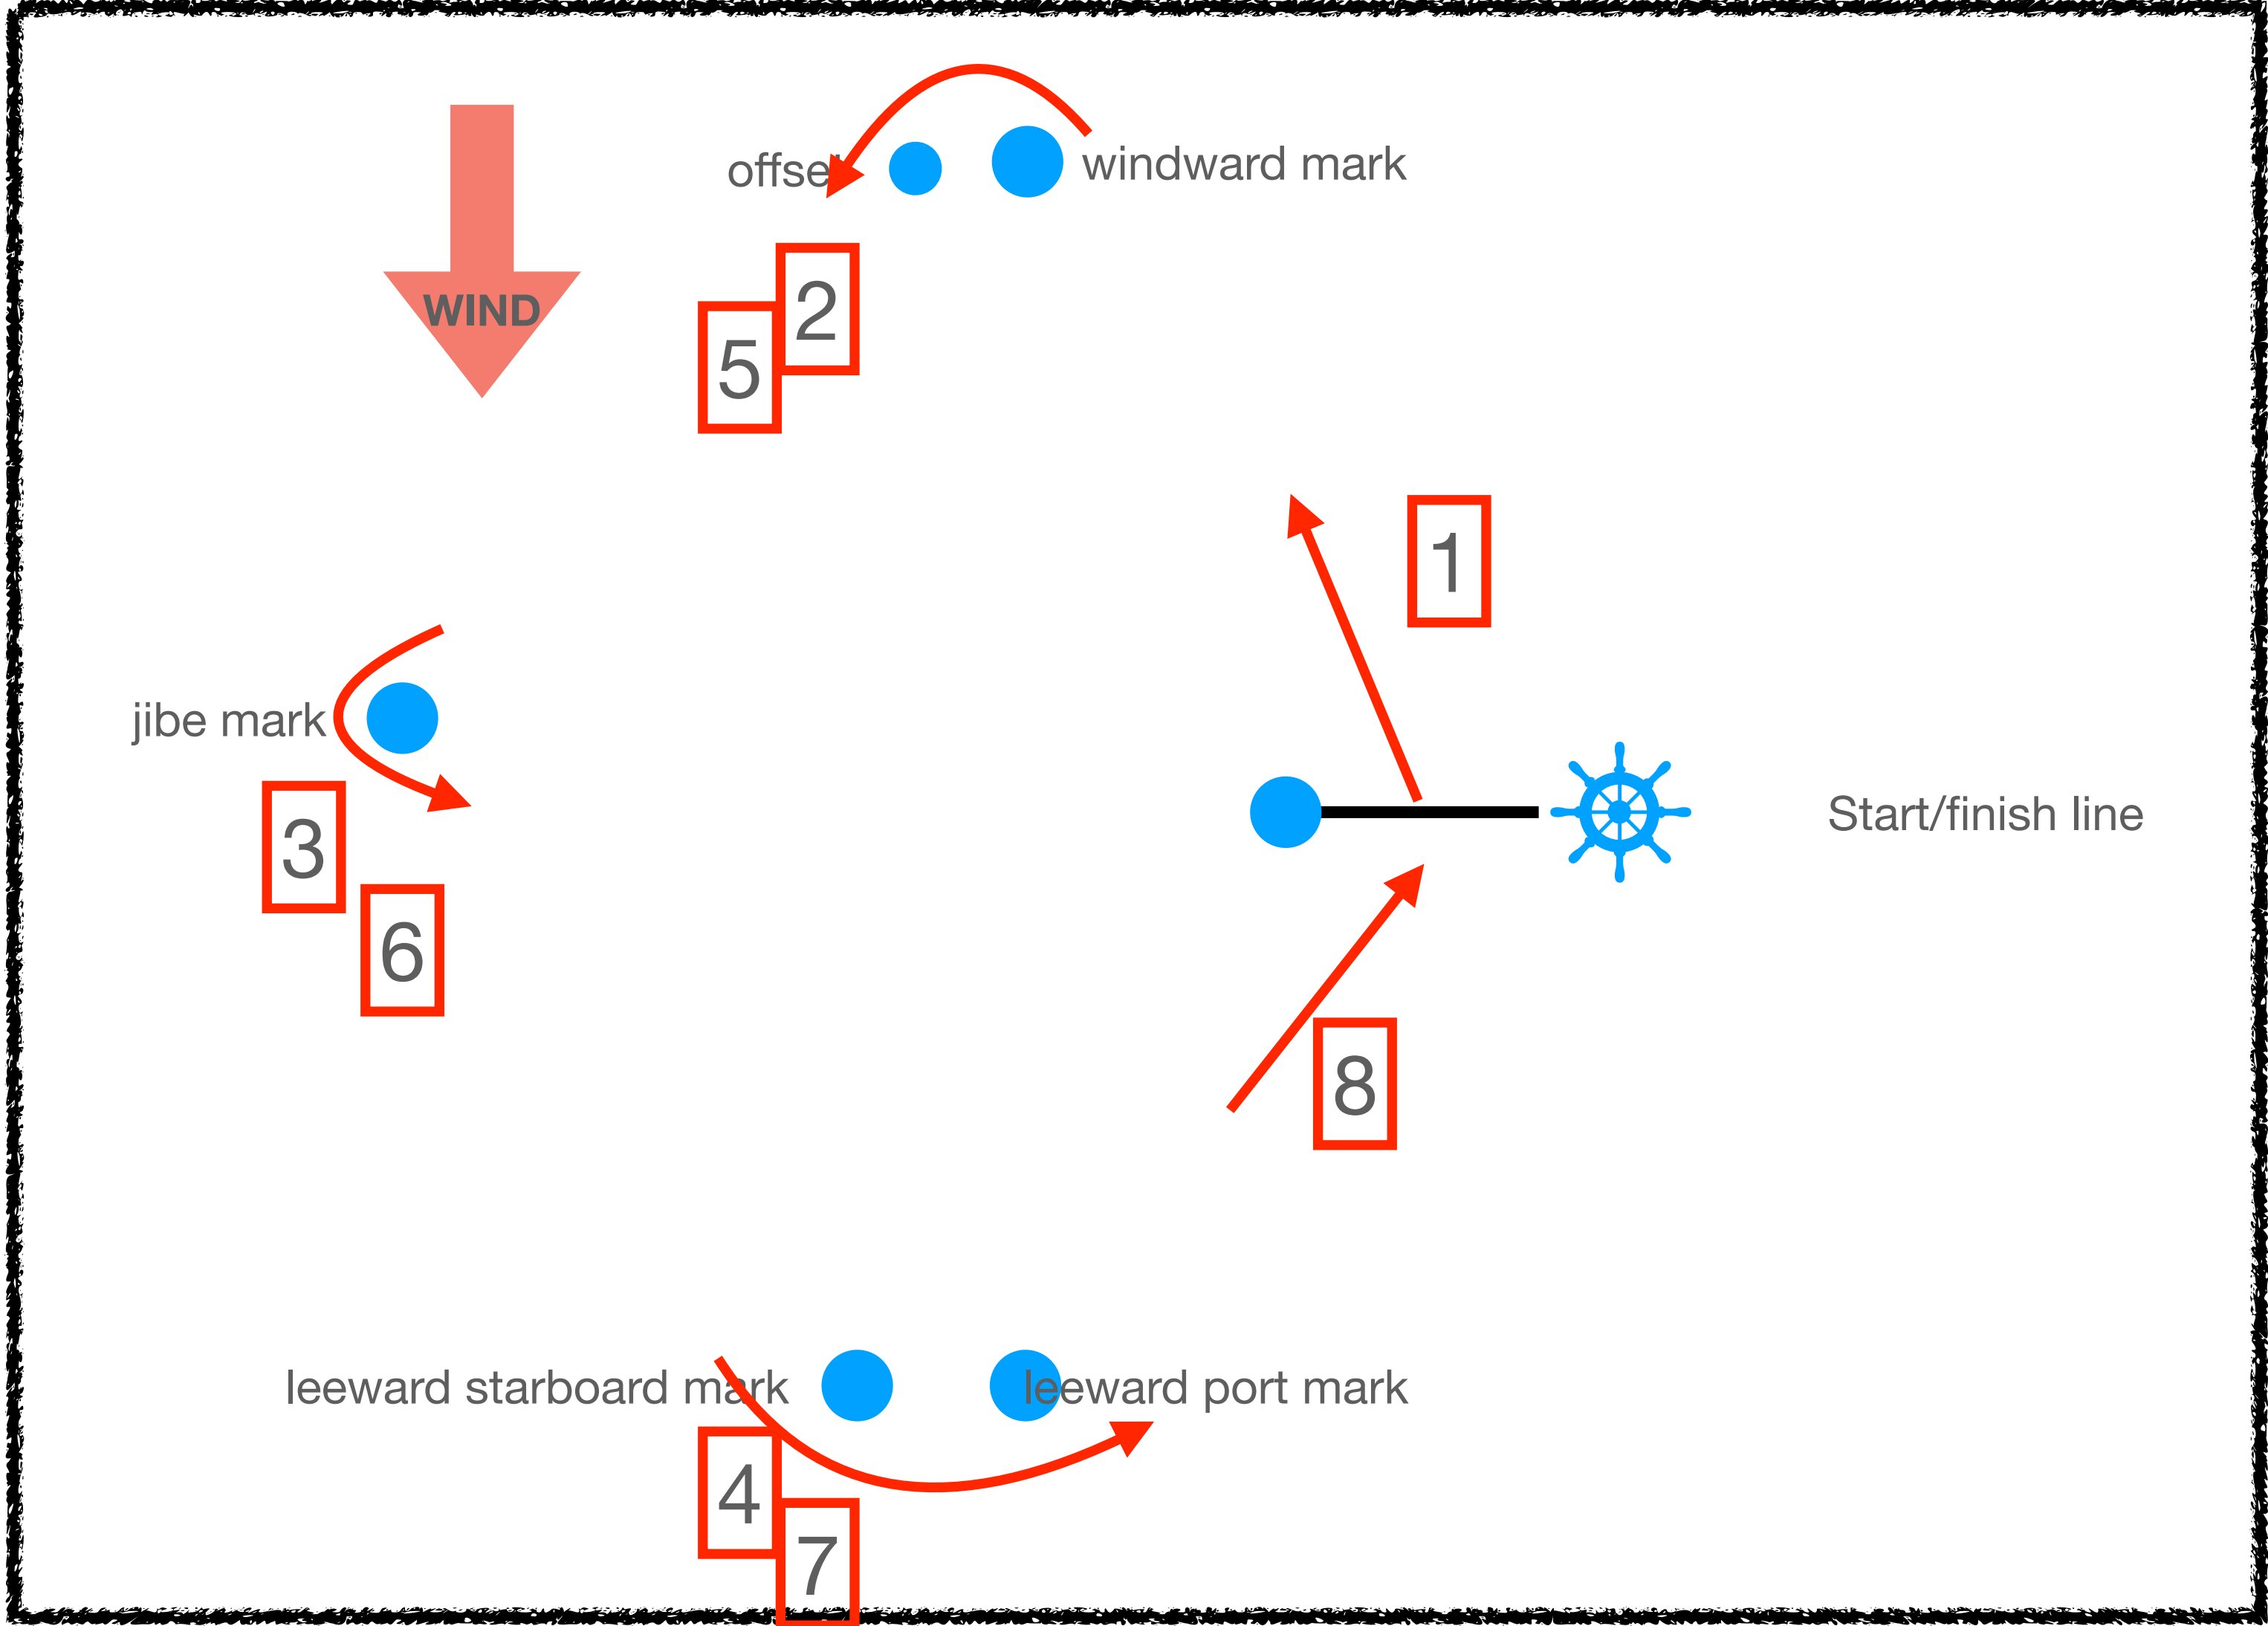 offset
windward mark
WIND
2
5
1
jibe mark
3
Start/finish line
6
8
leeward starboard mark
leeward port mark
4
7